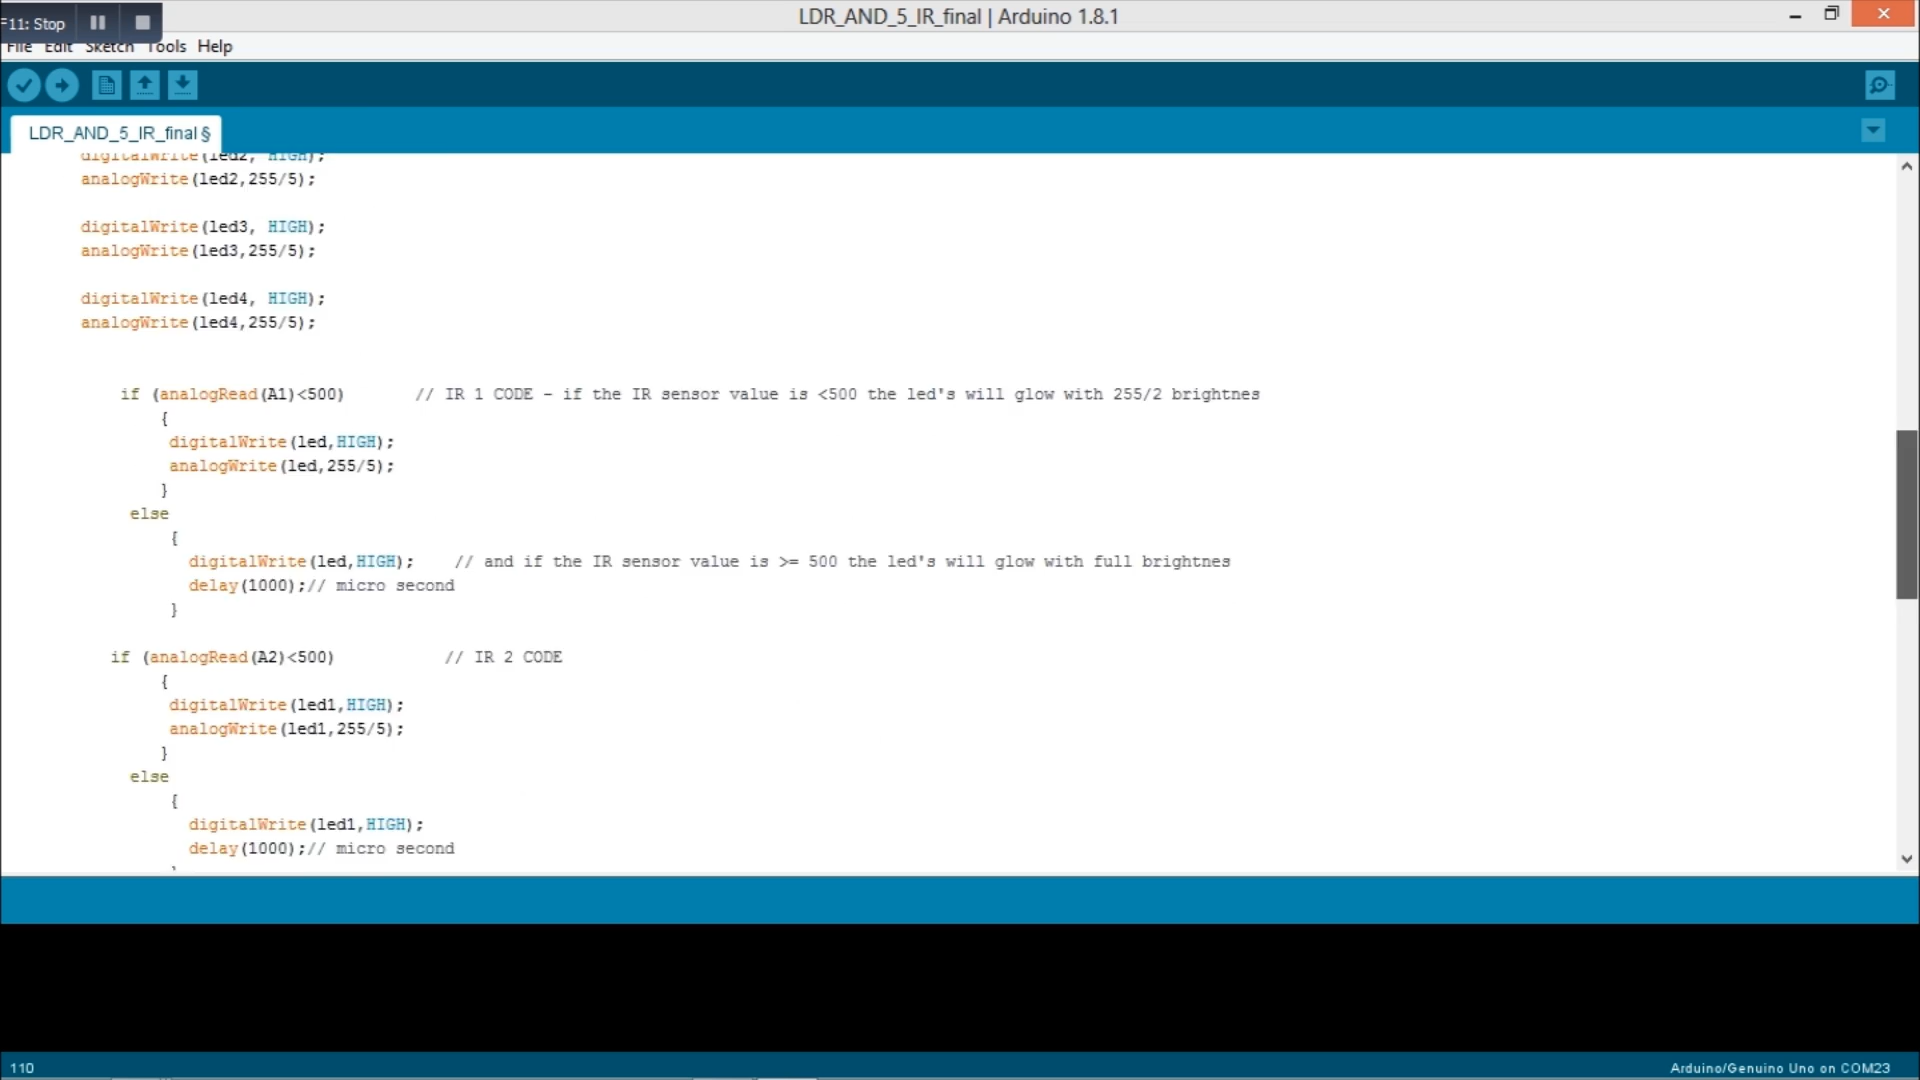 LDR_AND_5_IR_final | Arduino 1.8.1
F11: Stop
File Edit Sketch Tools Help
LDR_AND_5_IR_final §
digitalWrite(led2, HIGH);
analogWrite(led2,255/5);
digitalWrite(led3, HIGH);
analogWrite(led3,255/5);
digitalWrite(led4, HIGH);
analogWrite(led4,255/5);
if (analogRead(A1)<500) // IR 1 CODE - if the IR sensor value is <500 the led's will glow with 255/2 brightnes
{
digitalWrite(led,HIGH);
analogWrite(led,255/5);
}
else
{
digitalWrite(led,HIGH); // and if the IR sensor value is >= 500 the led's will glow with full brightnes
delay(1000);// micro second
}
if (analogRead(A2)<500) // IR 2 CODE
{
digitalWrite(led1,HIGH);
analogWrite(led1,255/5);
}
else
{
digitalWrite(led1,HIGH);
delay(1000);// micro second
110
Arduino/Genuino Uno on COM23